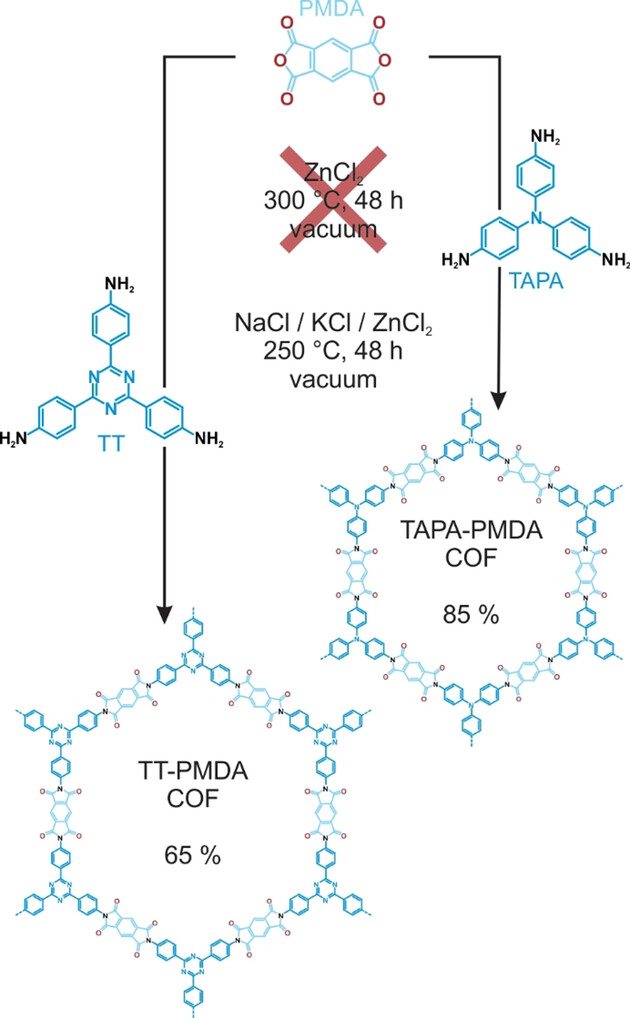 PMDA
ZnCl₂
300 °C, 48 h
vacuum
NH₂
N
H₂N
NH₂
TAPA
NaCl / KCl / ZnCl₂
250 °C, 48 h
vacuum
NH₂
N N
N
H₂N
NH₂
TT
TAPA-PMDA
COF
85 %
TT-PMDA
COF
65 %